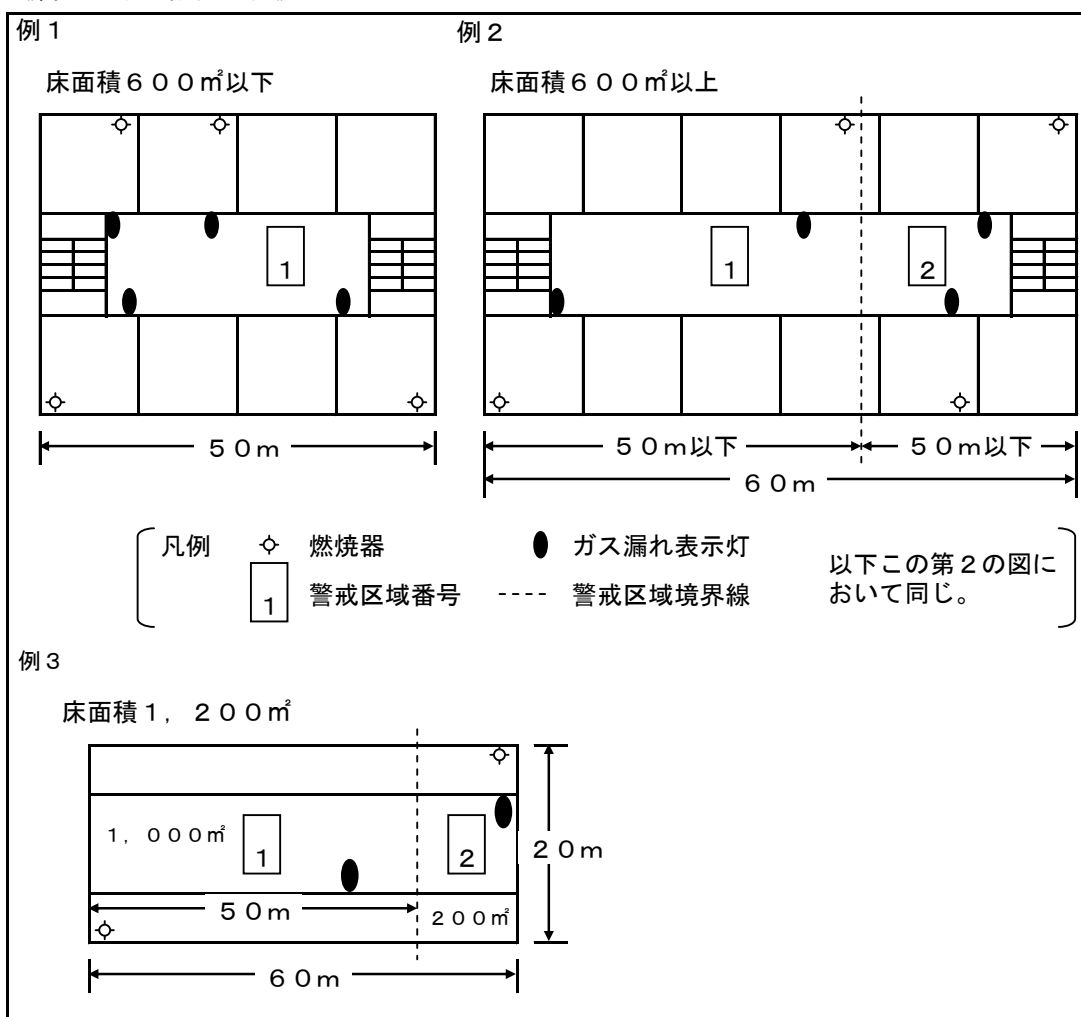 例１
例２
床面積６００㎡以下
床面積６００㎡以上
1
1
2
５０m
５０m以下
５０m以下
６０m
凡例
燃焼器
ガス漏れ表示灯
1
警戒区域番号
警戒区域境界線
以下この第２の図に
おいて同じ。
例３
床面積１，２００㎡
１，０００㎡
1
2
２０m
５０m
２００㎡
６０m